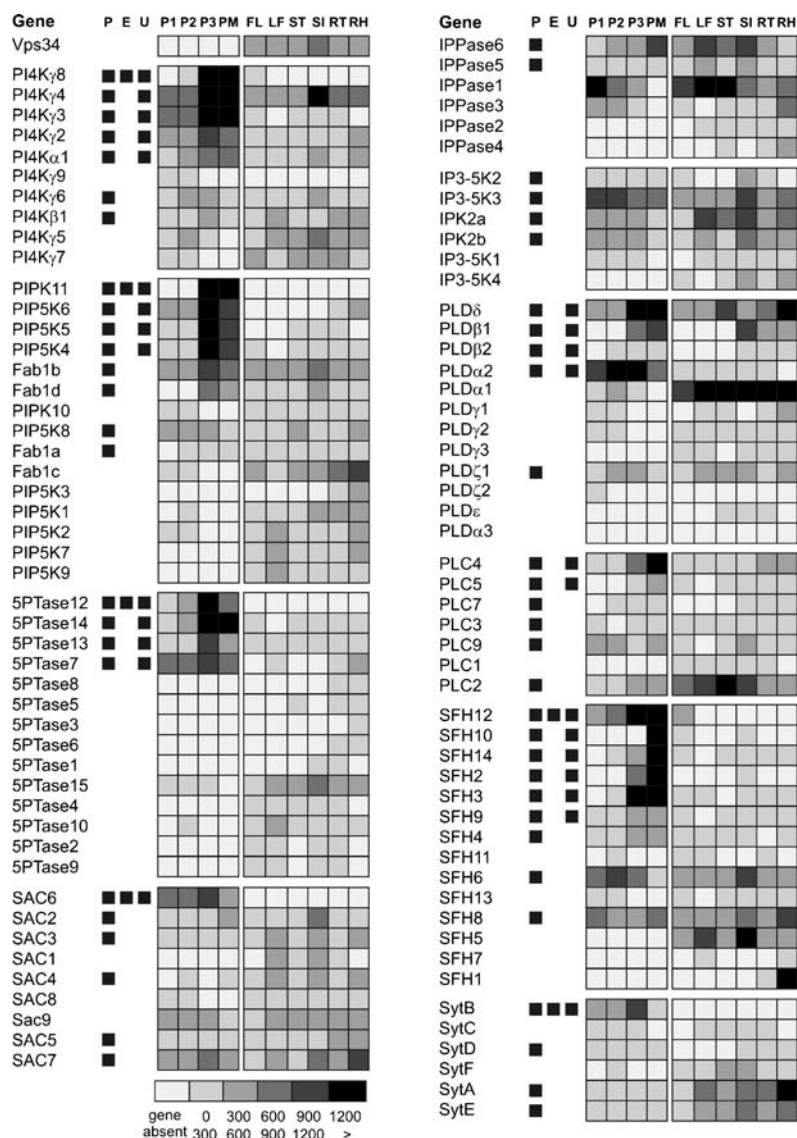 Gene P E U P1 P2 P3 PM FL LF ST SI RT RH
Vps34
PI4Kγ8
PI4Kγ4
PI4Kγ3
PI4Kγ2
PI4Kα1
PI4Kγ9
PI4Kγ6
PI4Kβ1
PI4Kγ5
PI4Kγ7
PIPK11
PIP5K6
PIP5K5
PIP5K4
Fab1b
Fab1d
PIPK10
PIP5K8
Fab1a
Fab1c
PIP5K3
PIP5K1
PIP5K2
PIP5K7
PIP5K9
5PTase12
5PTase14
5PTase13
5PTase7
5PTase8
5PTase5
5PTase3
5PTase6
5PTase1
5PTase15
5PTase4
5PTase10
5PTase2
5PTase9
SAC6
SAC2
SAC3
SAC1
SAC4
SAC8
Sac9
SAC5
SAC7
gene 0 300 600 900 1200
absent 300 600 900 1200 >
Gene P E U P1 P2 P3 PM FL LF ST SI RT RH
IPPase6
IPPase5
IPPase1
IPPase3
IPPase2
IPPase4
IP3-5K2
IP3-5K3
IPK2a
IPK2b
IP3-5K1
IP3-5K4
PLDδ
PLDβ1
PLDβ2
PLDα2
PLDα1
PLDγ1
PLDγ2
PLDγ3
PLDζ1
PLDζ2
PLDε
PLDα3
PLC4
PLC5
PLC7
PLC3
PLC9
PLC1
PLC2
SFH12
SFH10
SFH14
SFH2
SFH3
SFH9
SFH4
SFH11
SFH6
SFH13
SFH8
SFH5
SFH7
SFH1
SytB
SytC
SytD
SytF
SytA
SytE